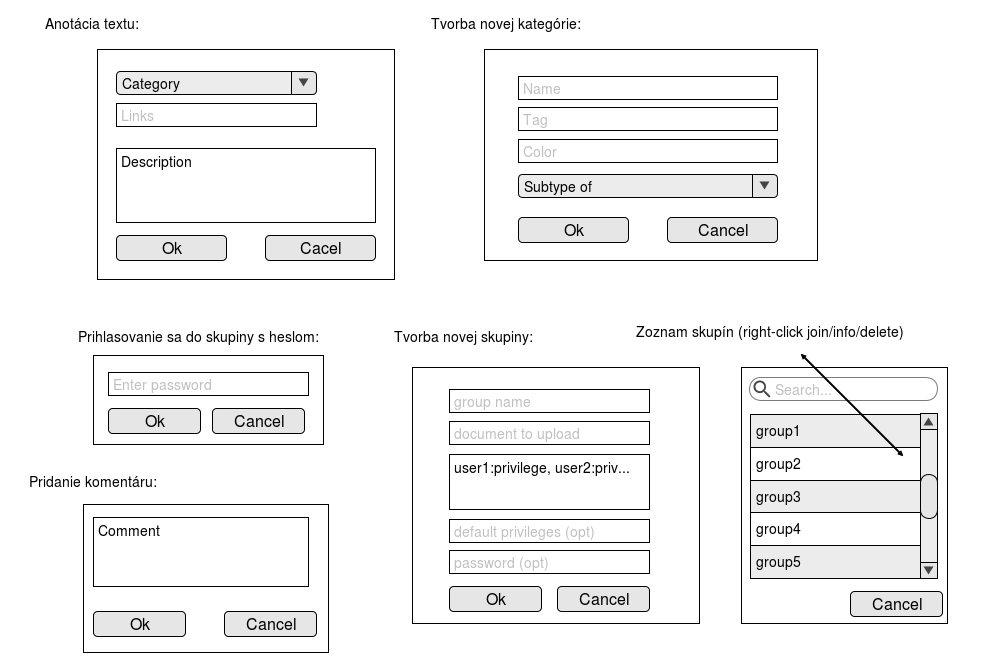 Anotácia textu:
Category
Links
Description
Ok
Cacel
Tvorba novej kategórie:
Name
Tag
Color
Subtype of
Ok
Cancel
Prihlasovanie sa do skupiny s heslom:
Enter password
Ok
Cancel
Pridanie komentáru:
Comment
Ok
Cancel
Tvorba novej skupiny:
group name
document to upload
user1:privilege, user2:priv...
default privileges (opt)
password (opt)
Ok
Cancel
Zoznam skupín (right-click join/info/delete)
Search...
group1
group2
group3
group4
group5
Cancel